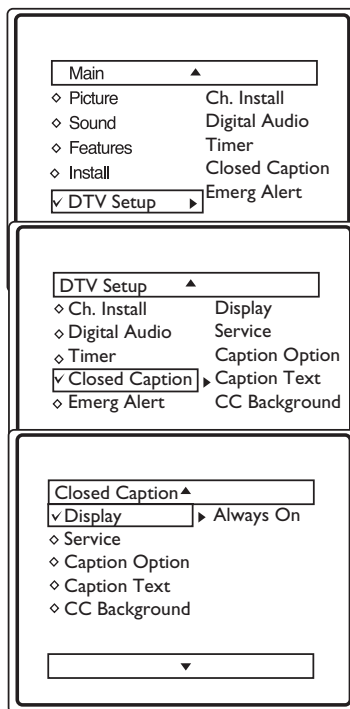 Main
Picture Ch. Install
Sound Digital Audio
Features Timer
Install Closed Caption
DTV Setup Emerg Alert
DTV Setup
Ch. Install Display
Digital Audio Service
Timer Caption Option
Closed Caption Caption Text
Emerg Alert CC Background
Closed Caption
Display Always On
Service
Caption Option
Caption Text
CC Background